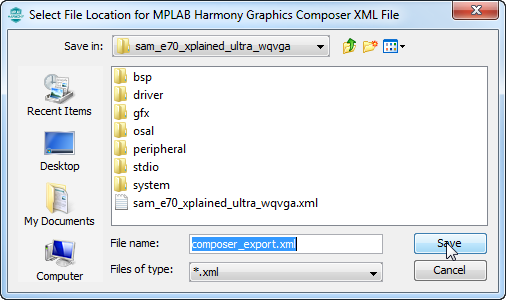 Select File Location for MPLAB Harmony Graphics Composer XML File
Save in: sam_e70_xplained_ultra_wqvga
Recent Items
Desktop
My Documents
Computer
bsp
driver
gfx
osal
peripheral
stdio
system
sam_e70_xplained_ultra_wqvga.xml
File name: composer_export.xml Save
Files of type: *.xml Cancel